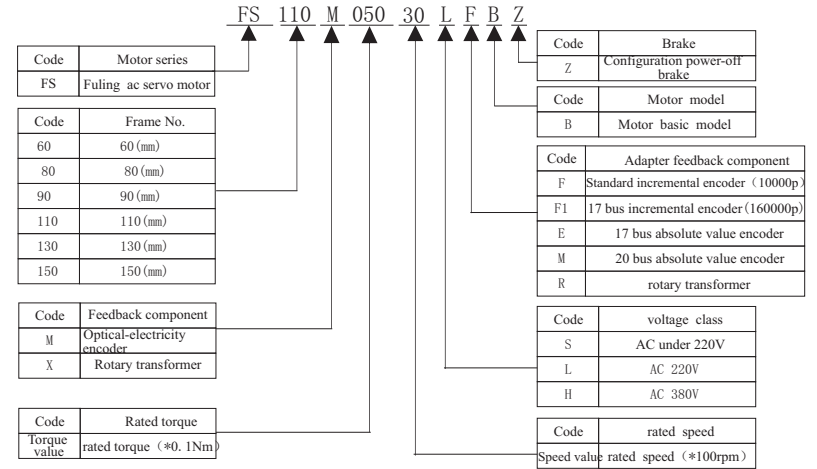 FS 110 M 050 30 L F B Z
Code Motor series
FS Fuling ac servo motor
Code Frame No.
60 60(mm)
80 80(mm)
90 90(mm)
110 110(mm)
130 130(mm)
150 150(mm)
Code Feedback component
M Optical-electricity
encoder
X Rotary transformer
Code Rated torque
Torque
value rated torque（*0. 1Nm）
Code Brake
Z Configuration power-off
brake
Code Motor model
B Motor basic model
Code Adapter feedback component
F Standard incremental encoder（10000p）
F1 17 bus incremental encoder(160000p)
E 17 bus absolute value encoder
M 20 bus absolute value encoder
R rotary transformer
Code voltage class
S AC under 220V
L AC 220V
H AC 380V
Code rated speed
Speed value rated speed（*100rpm）